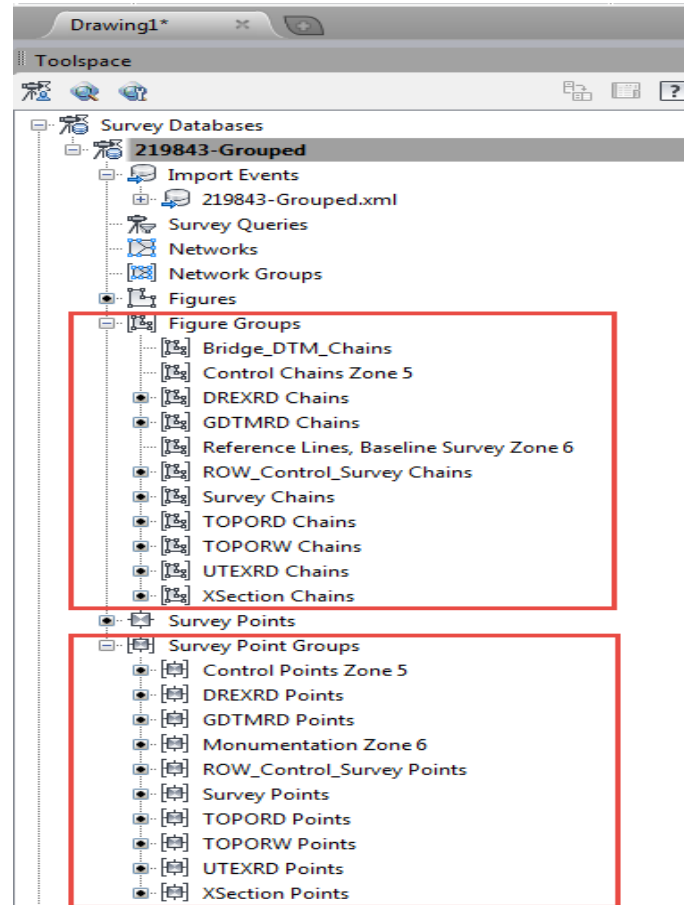 Drawing1*
Toolspace
?
Survey Databases
219843-Grouped
Import Events
219843-Grouped.xml
Survey Queries
Networks
Network Groups
Figures
Figure Groups
Bridge_DTM_Chains
Control Chains Zone 5
DREXRD Chains
GDTMRD Chains
Reference Lines, Baseline Survey Zone 6
ROW_Control_Survey Chains
Survey Chains
TOPORD Chains
TOPORW Chains
UTEXRD Chains
XSection Chains
Survey Points
Survey Point Groups
Control Points Zone 5
DREXRD Points
GDTMRD Points
Monumentation Zone 6
ROW_Control_Survey Points
Survey Points
TOPORD Points
TOPORW Points
UTEXRD Points
XSection Points